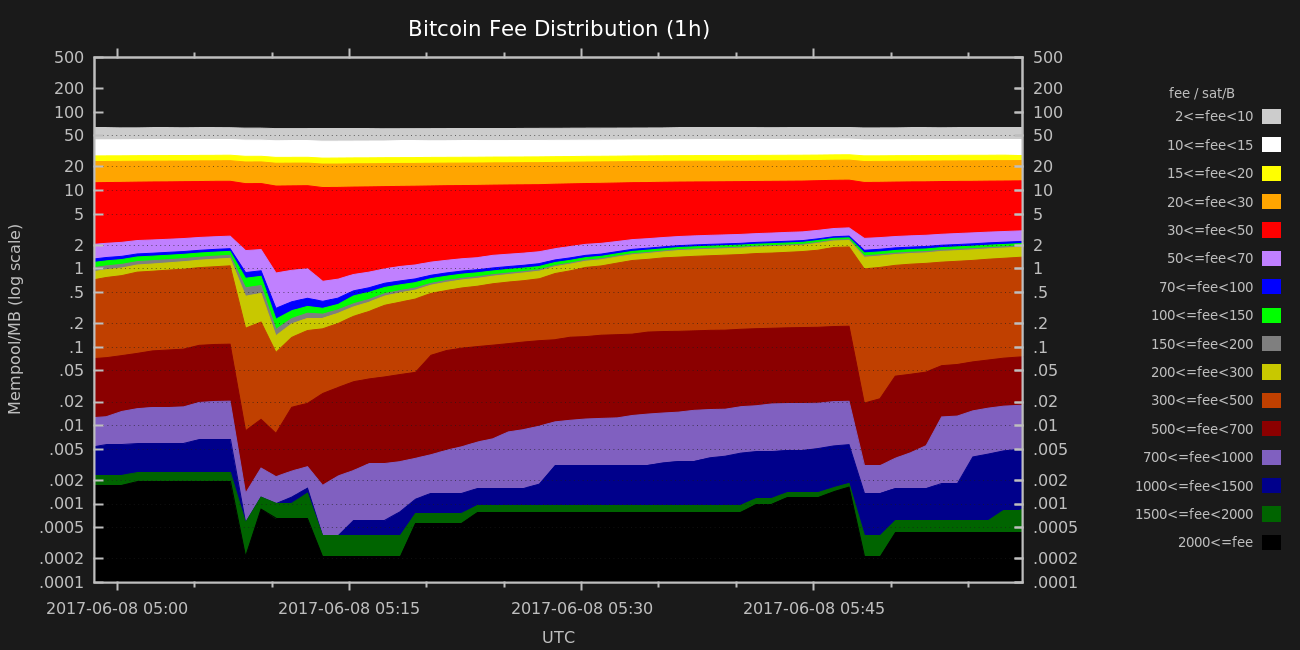 Bitcoin Fee Distribution (1h)
500
200
100
50
20
10
5
2
1
.5
.2
.1
.05
.02
.01
.005
.002
.001
.0005
.0002
.0001
Mempool/MB (log scale)
500
200
100
50
20
10
5
2
1
.5
.2
.1
.05
.02
.01
.005
.002
.001
.0005
.0002
.0001
2017-06-08 05:00
2017-06-08 05:15
2017-06-08 05:30
2017-06-08 05:45
UTC
fee / sat/B
2<=fee<10
10<=fee<15
15<=fee<20
20<=fee<30
30<=fee<50
50<=fee<70
70<=fee<100
100<=fee<150
150<=fee<200
200<=fee<300
300<=fee<500
500<=fee<700
700<=fee<1000
1000<=fee<1500
1500<=fee<2000
2000<=fee